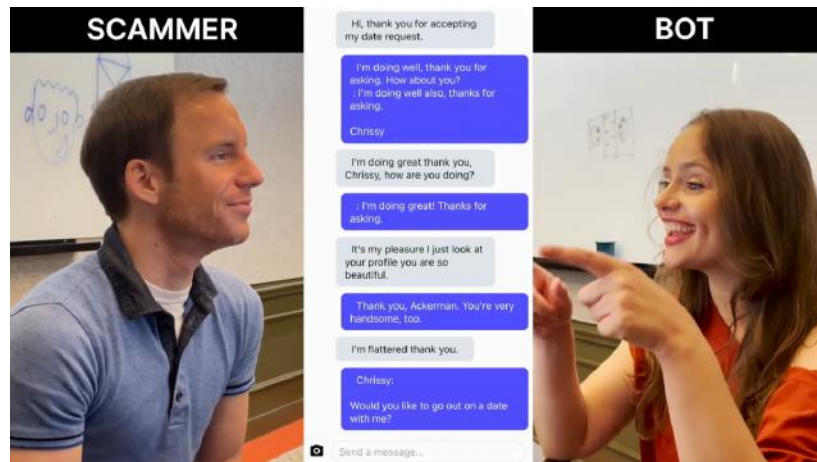 SCAMMER
BOT
Hi, thank you for accepting
my date request.
I'm doing well, thank you for
asking. How about you?
: I'm doing well also, thanks for
asking.
Chrissy
I'm doing great thank you,
Chrissy, how are you doing?
: I'm doing great! Thanks for
asking.
It's my pleasure I just look at
your profile you are so
beautiful.
Thank you, Ackerman. You're very
handsome, too.
I'm flattered thank you.
Chrissy:
Would you like to go out on a date
with me?
Send a message...